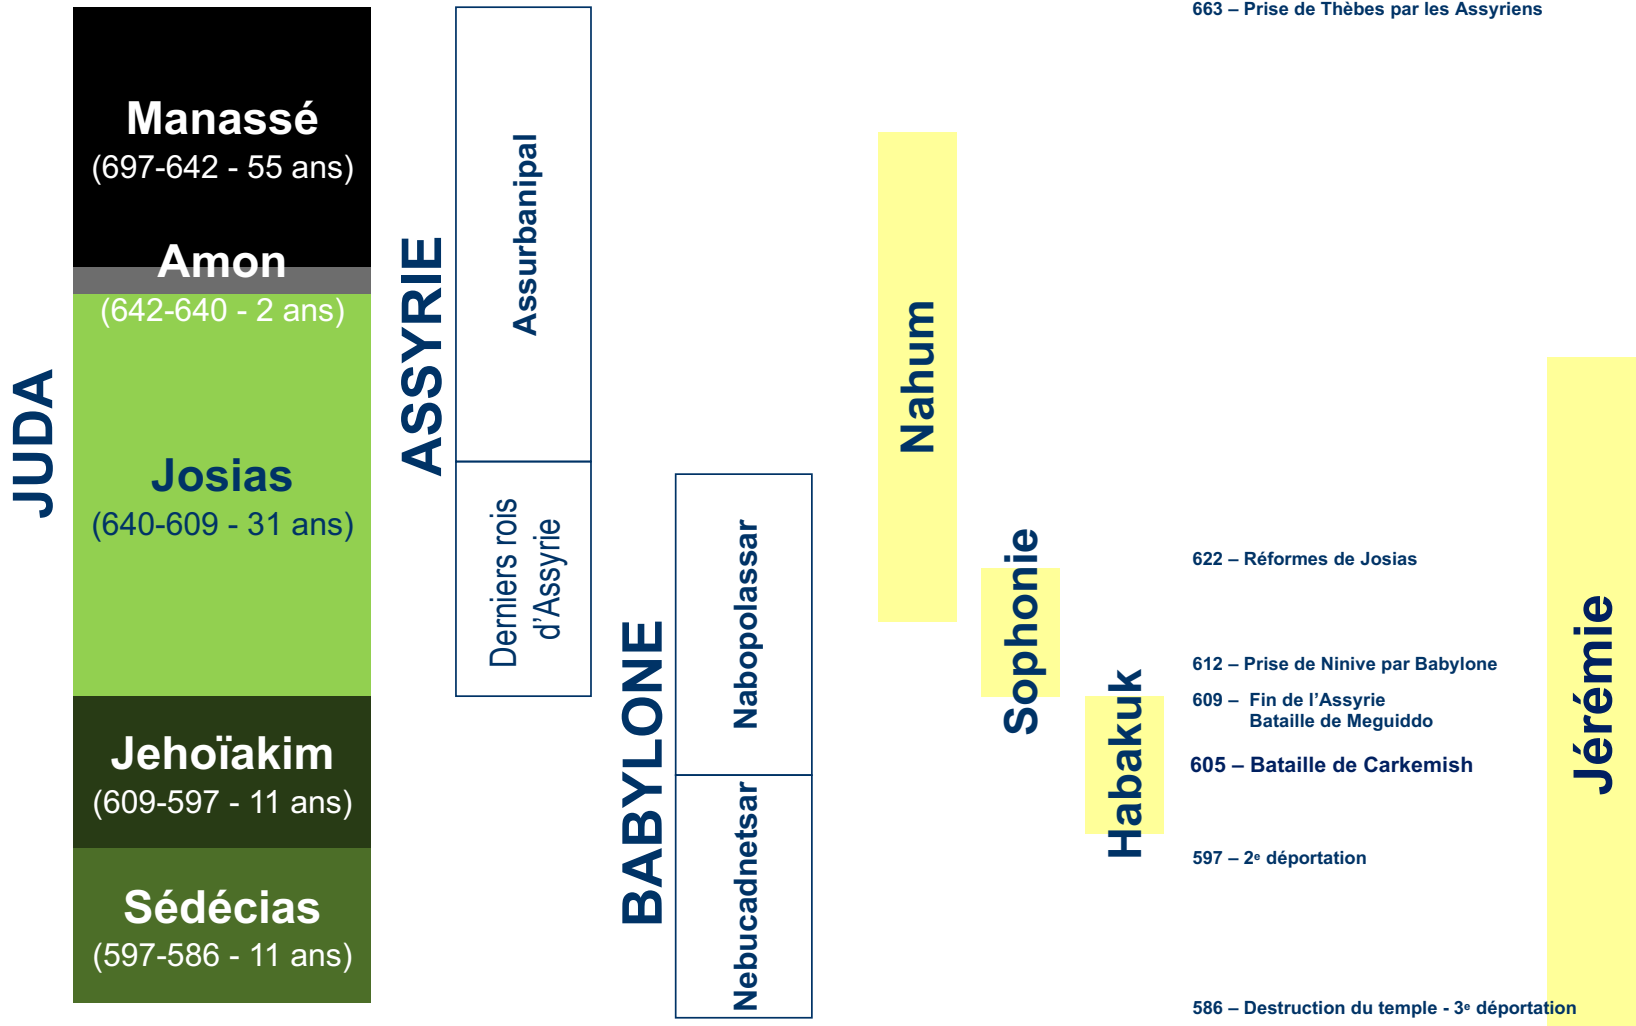 JUDA
Manassé
(697-642 - 55 ans)
Amon
(642-640 - 2 ans)
Josias
(640-609 - 31 ans)
Jehoïakim
(609-597 - 11 ans)
Sédécias
(597-586 - 11 ans)
ASSYRIE
Assurbanipal
Derniers rois
d’Assyrie
BABYLONE
Nabopolassar
Nebucadnetsar
Nahum
Sophonie
Habakuk
663 – Prise de Thèbes par les Assyriens
622 – Réformes de Josias
612 – Prise de Ninive par Babylone
609 – Fin de l’Assyrie
Bataille de Meguiddo
605 – Bataille de Carkemish
597 – 2e déportation
586 – Destruction du temple - 3e déportation
Jérémie